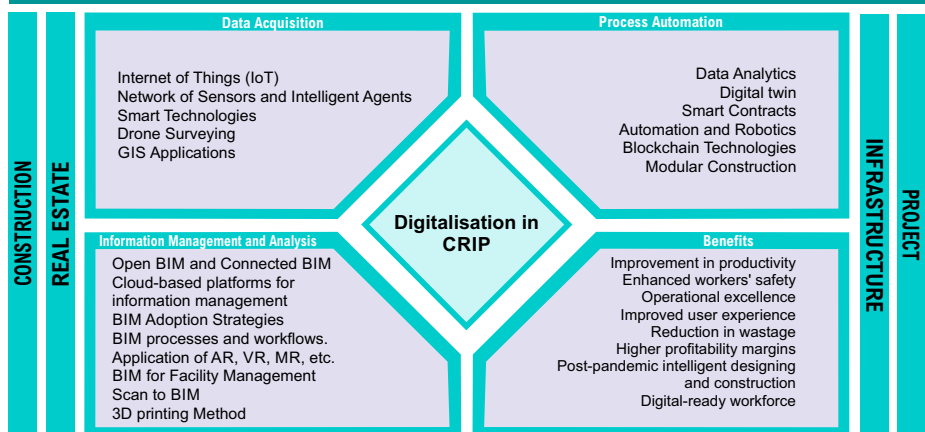 CONSTRUCTION
REAL ESTATE
Data Acquisition
Internet of Things (IoT)
Network of Sensors and Intelligent Agents
Smart Technologies
Drone Surveying
GIS Applications
Process Automation
Data Analytics
Digital twin
Smart Contracts
Automation and Robotics
Blockchain Technologies
Modular Construction
Digitalisation in
CRIP
Information Management and Analysis
Open BIM and Connected BIM
Cloud-based platforms for
information management
BIM Adoption Strategies
BIM processes and workflows.
Application of AR, VR, MR, etc.
BIM for Facility Management
Scan to BIM
3D printing Method
Benefits
Improvement in productivity
Enhanced workers' safety
Operational excellence
Improved user experience
Reduction in wastage
Higher profitability margins
Post-pandemic intelligent designing
and construction
Digital-ready workforce
INFRASTRUCTURE
PROJECT